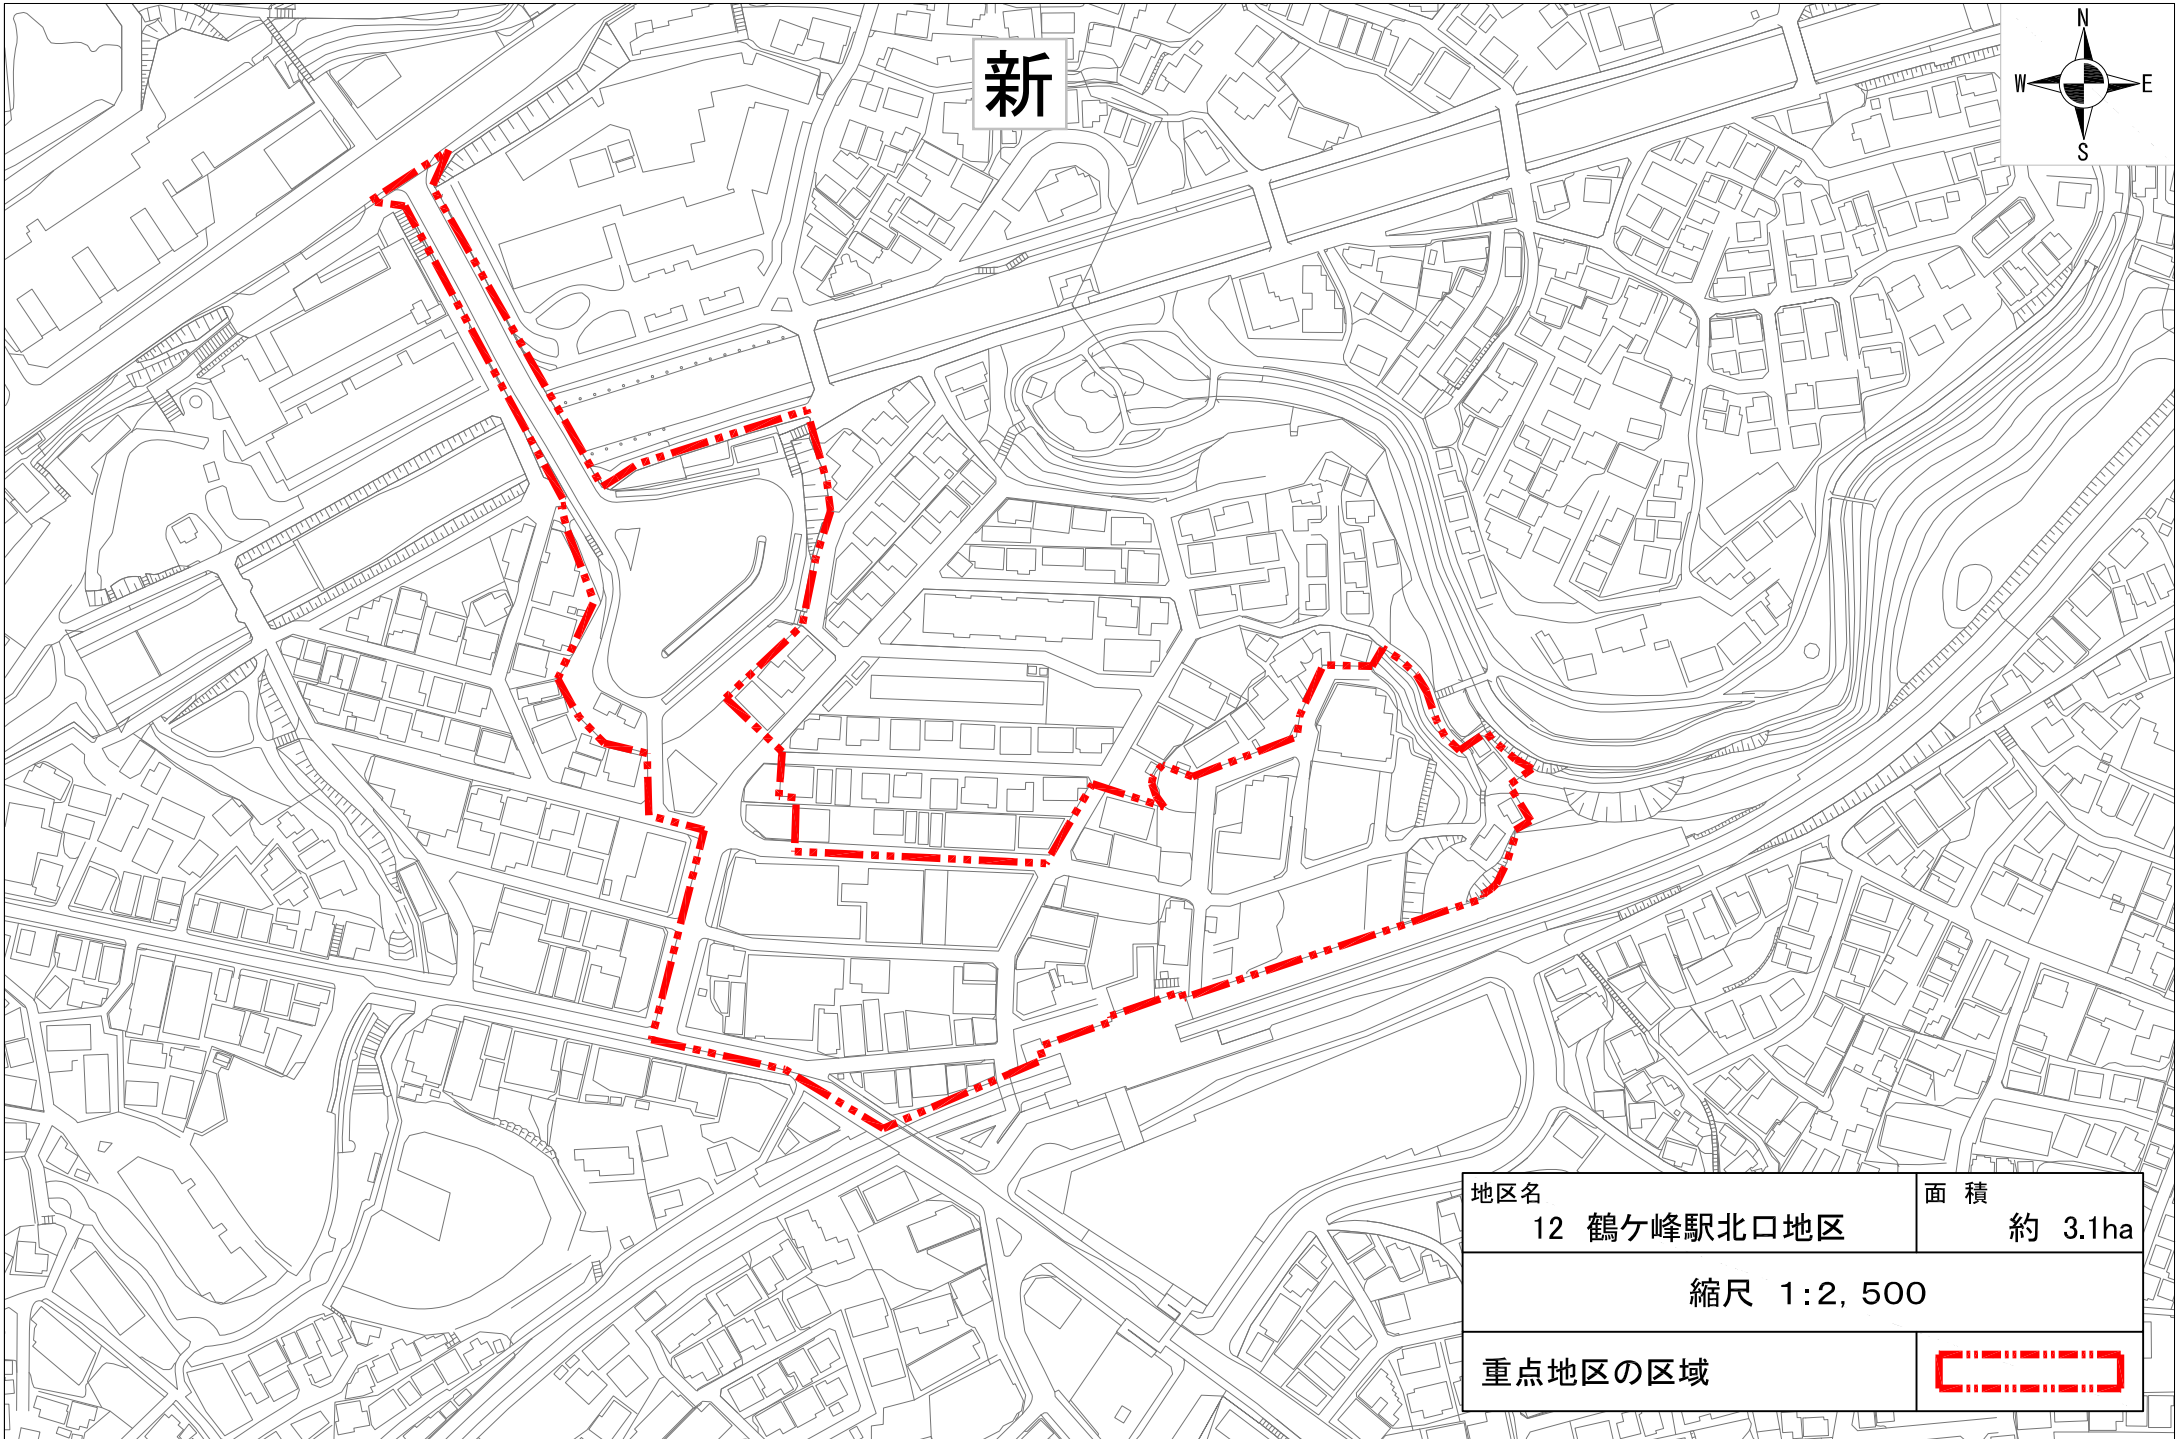 新
N
W E
S
地区名
12 鶴ケ峰駅北口地区
面 積
約 3.1ha
縮尺 1:2,500
重点地区の区域